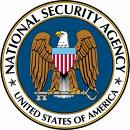 NATIONAL SECURITY AGENCY
UNITED STATES OF AMERICA